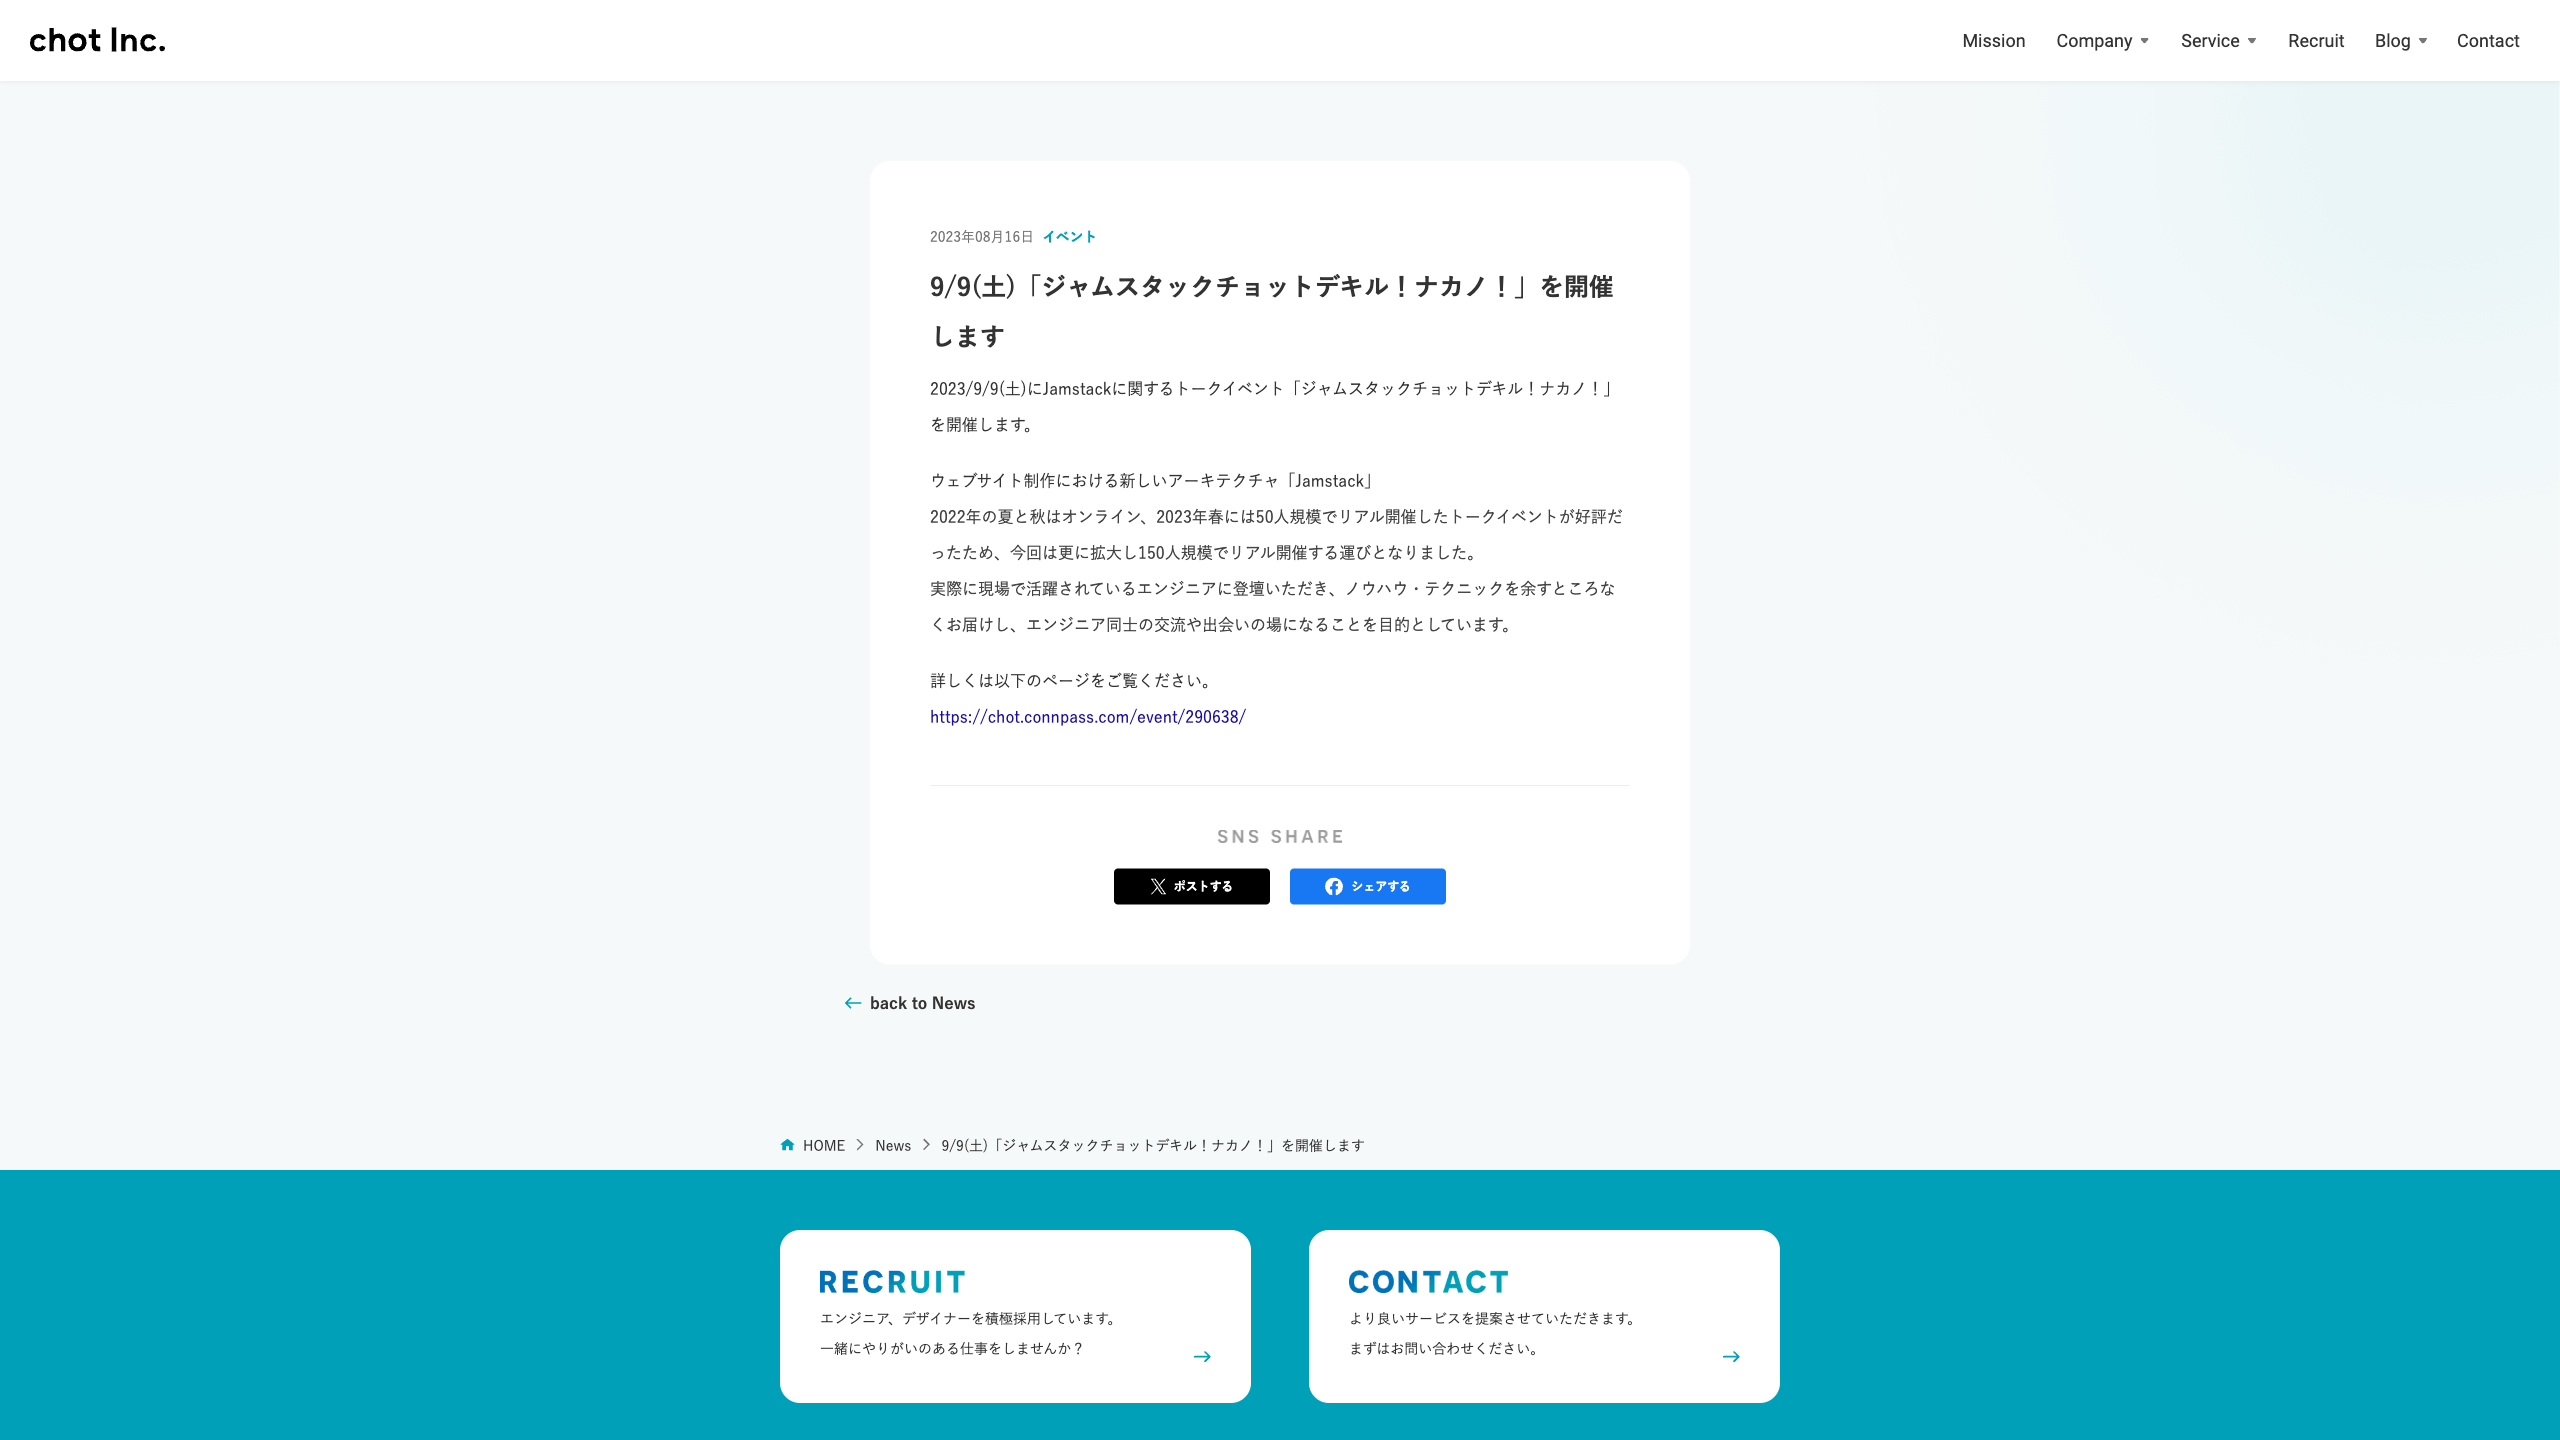 chot Inc.
Mission Company Service Recruit Blog Contact
2023年08月16日 イベント
9/9(土)「ジャムスタックチョットデキル！ナカノ！」を開催
します
2023/9/9(土)にJamstackに関するトークイベント「ジャムスタックチョットデキル！ナカノ！」
を開催します。
ウェブサイト制作における新しいアーキテクチャ「Jamstack」
2022年の夏と秋はオンライン、2023年春には50人規模でリアル開催したトークイベントが好評だ
ったため、今回は更に拡大し150人規模でリアル開催する運びとなりました。
実際に現場で活躍されているエンジニアに登壇いただき、ノウハウ・テクニックを余すところな
くお届けし、エンジニア同士の交流や出会いの場になることを目的としています。
詳しくは以下のページをご覧ください。
https://chot.connpass.com/event/290638/
SNS SHARE
ポストする シェアする
back to News
HOME News 9/9(土)「ジャムスタックチョットデキル！ナカノ！」を開催します
RECRUIT
エンジニア、デザイナーを積極採用しています。
一緒にやりがいのある仕事をしませんか？
CONTACT
より良いサービスを提案させていただきます。
まずはお問い合わせください。